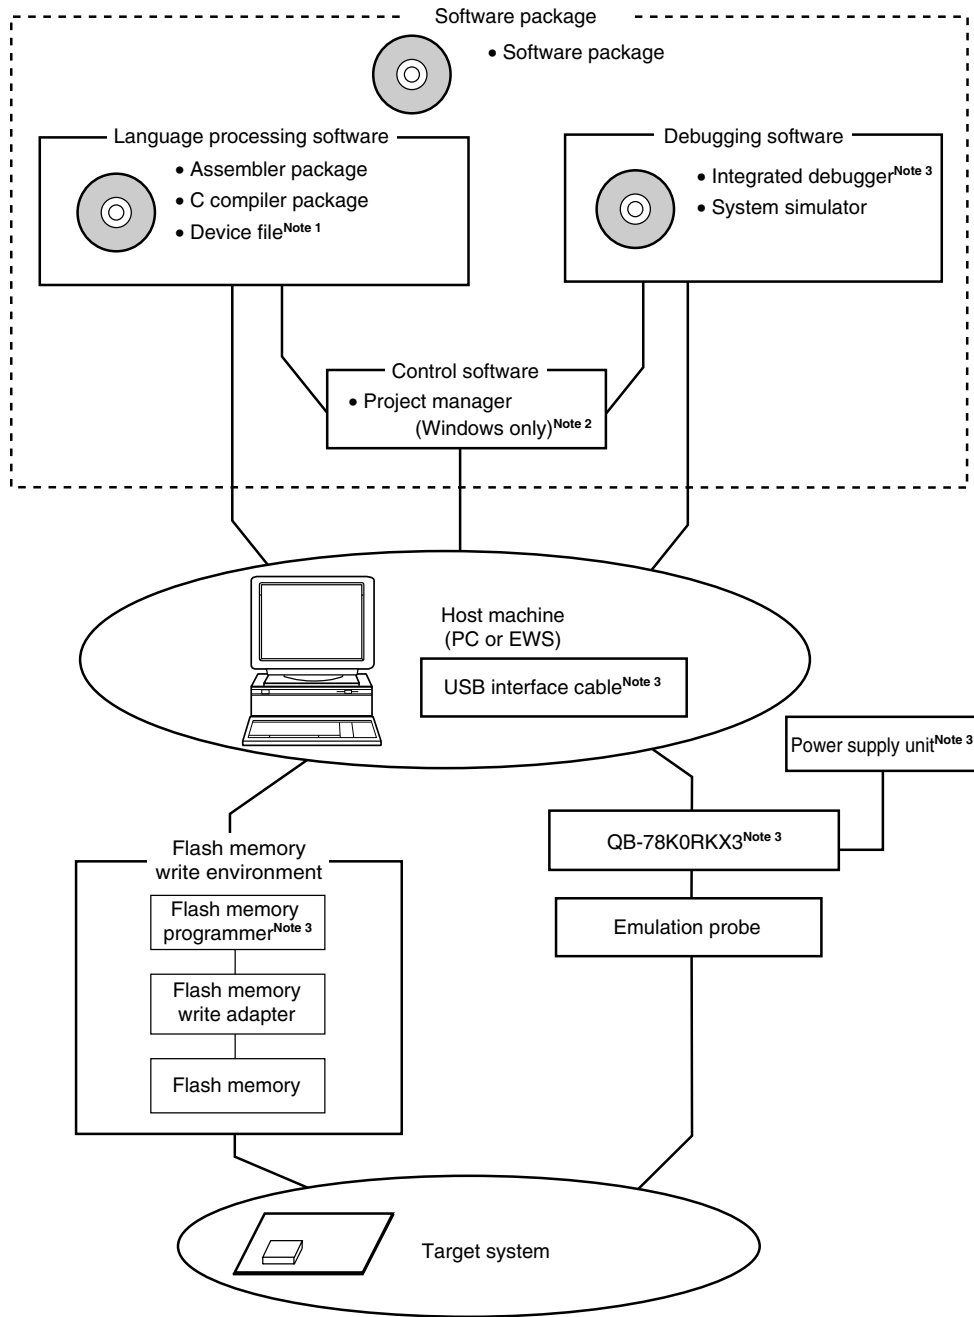 Software package
• Software package
Language processing software
• Assembler package
• C compiler package
• Device fileNote 1
Debugging software
• Integrated debuggerNote 3
• System simulator
Control software
• Project manager
(Windows only)Note 2
Host machine
(PC or EWS)
USB interface cableNote 3
Power supply unitNote 3
QB-78K0RKX3Note 3
Emulation probe
Flash memory
write environment
Flash memory
programmerNote 3
Flash memory
write adapter
Flash memory
Target system